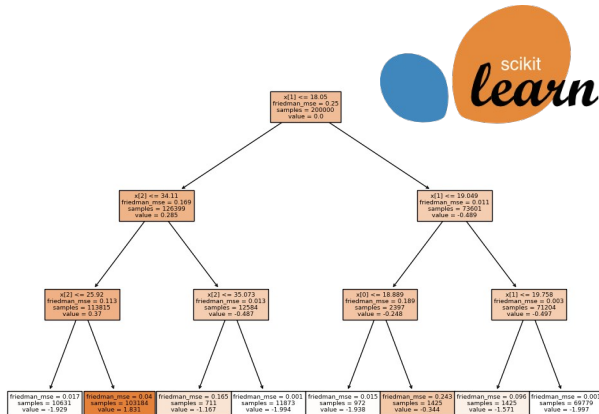 scikit
learn
x[1] <= 18.05
friedman_mse = 0.25
samples = 200000
value = 0.0
x[2] <= 34.11
friedman_mse = 0.169
samples = 126399
value = 0.285
x[1] <= 19.049
friedman_mse = 0.011
samples = 73601
value = -0.489
x[2] <= 25.92
friedman_mse = 0.113
samples = 113815
value = 0.37
x[2] <= 35.073
friedman_mse = 0.013
samples = 12584
value = -0.487
x[0] <= 18.889
friedman_mse = 0.189
samples = 2397
value = -0.248
x[1] <= 19.758
friedman_mse = 0.003
samples = 71204
value = -0.497
friedman_mse = 0.017
samples = 10631
value = -1.929
friedman_mse = 0.04
samples = 103184
value = 1.831
friedman_mse = 0.165
samples = 711
value = -1.167
friedman_mse = 0.001
samples = 11873
value = -1.994
friedman_mse = 0.015
samples = 972
value = -1.938
friedman_mse = 0.243
samples = 1425
value = -0.344
friedman_mse = 0.096
samples = 1425
value = -1.571
friedman_mse = 0.001
samples = 69779
value = -1.997